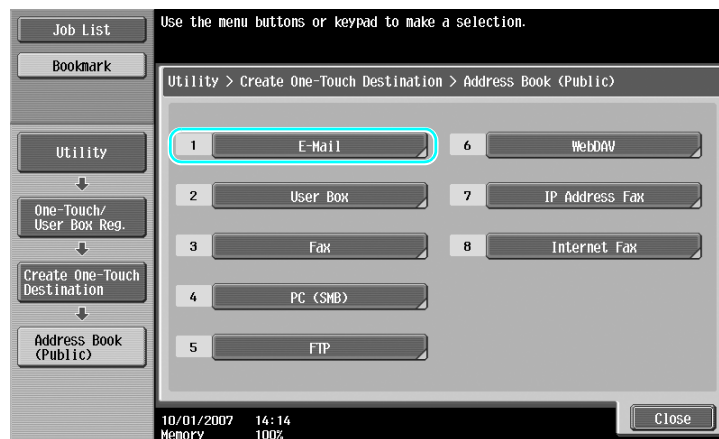 Job List
Bookmark
Utility
One-Touch/
User Box Reg.
Create One-Touch
Destination
Address Book
(Public)
Use the menu buttons or keypad to make a selection.
Utility > Create One-Touch Destination > Address Book (Public)
1 E-Mail
2 User Box
3 Fax
4 PC (SMB)
5 FTP
6 WebDAV
7 IP Address Fax
8 Internet Fax
10/01/2007 14:14
Memory 100%
Close